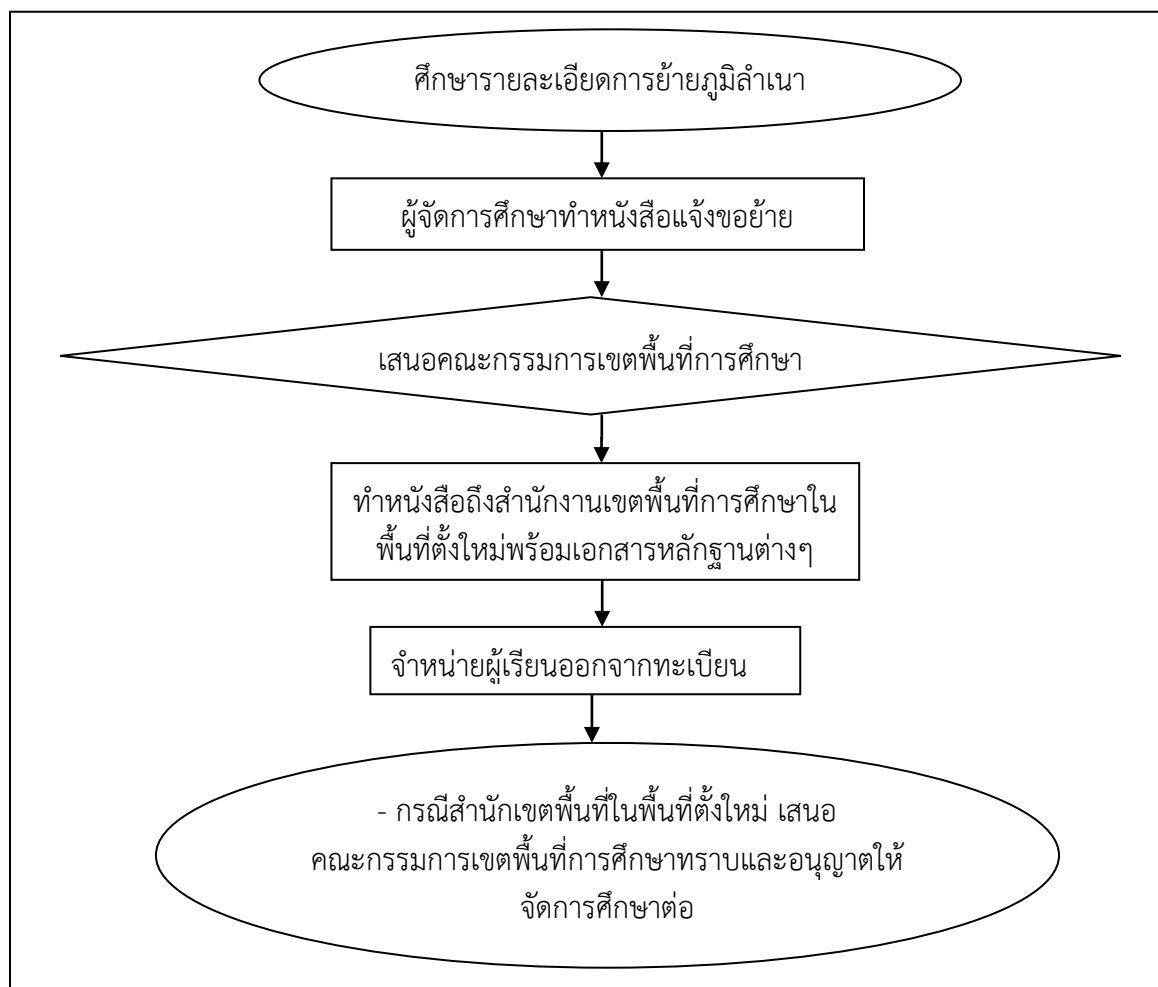 ศึกษารายละเอียดการย้ายภูมิลำเนา
ผู้จัดการศึกษาทำหนังสือแจ้งขอย้าย
เสนอคณะกรรมการเขตพื้นที่การศึกษา
ทำหนังสือถึงสำนักงานเขตพื้นที่การศึกษาใน
พื้นที่ตั้งใหม่พร้อมเอกสารหลักฐานต่างๆ
จำหน่ายผู้เรียนออกจากทะเบียน
- กรณีสำนักเขตพื้นที่ในพื้นที่ตั้งใหม่ เสนอ
คณะกรรมการเขตพื้นที่การศึกษาทราบและอนุญาตให้
จัดการศึกษาต่อ